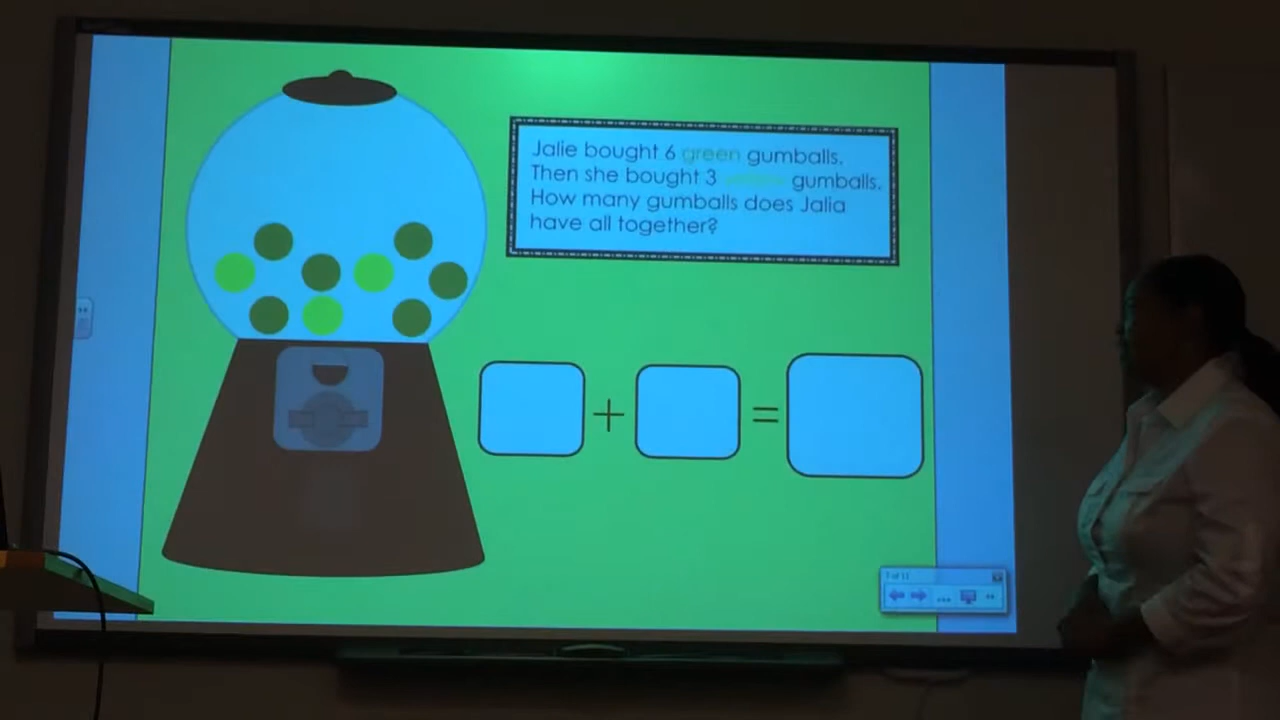 Jalie bought 6 green gumballs.
Then she bought 3 gumballs.
How many gumballs does Jalia
have all together?
+ =